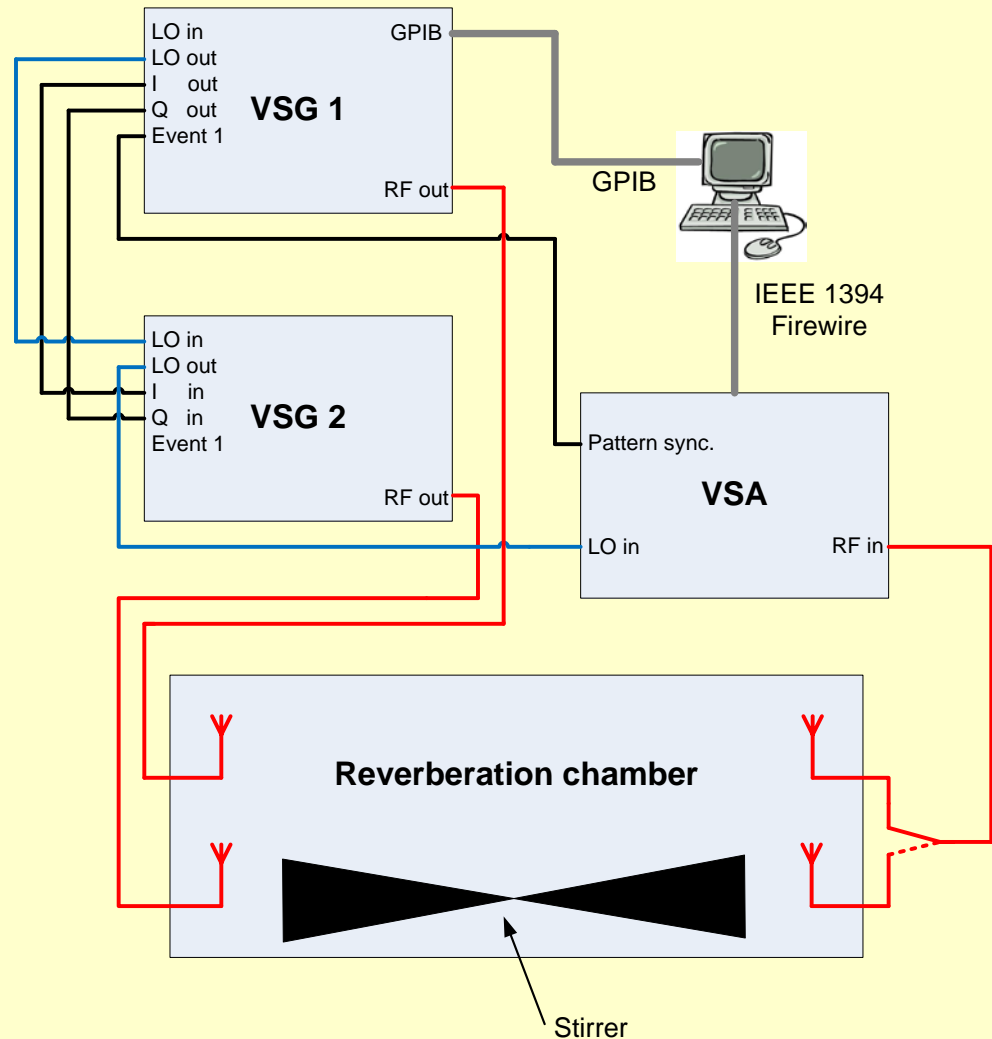 LO in
LO out
I out
Q out
Event 1
VSG 1
GPIB
RF out
GPIB
IEEE 1394
Firewire
LO in
LO out
I in
Q in
Event 1
VSG 2
RF out
Pattern sync.
VSA
LO in
RF in
Reverberation chamber
Stirrer